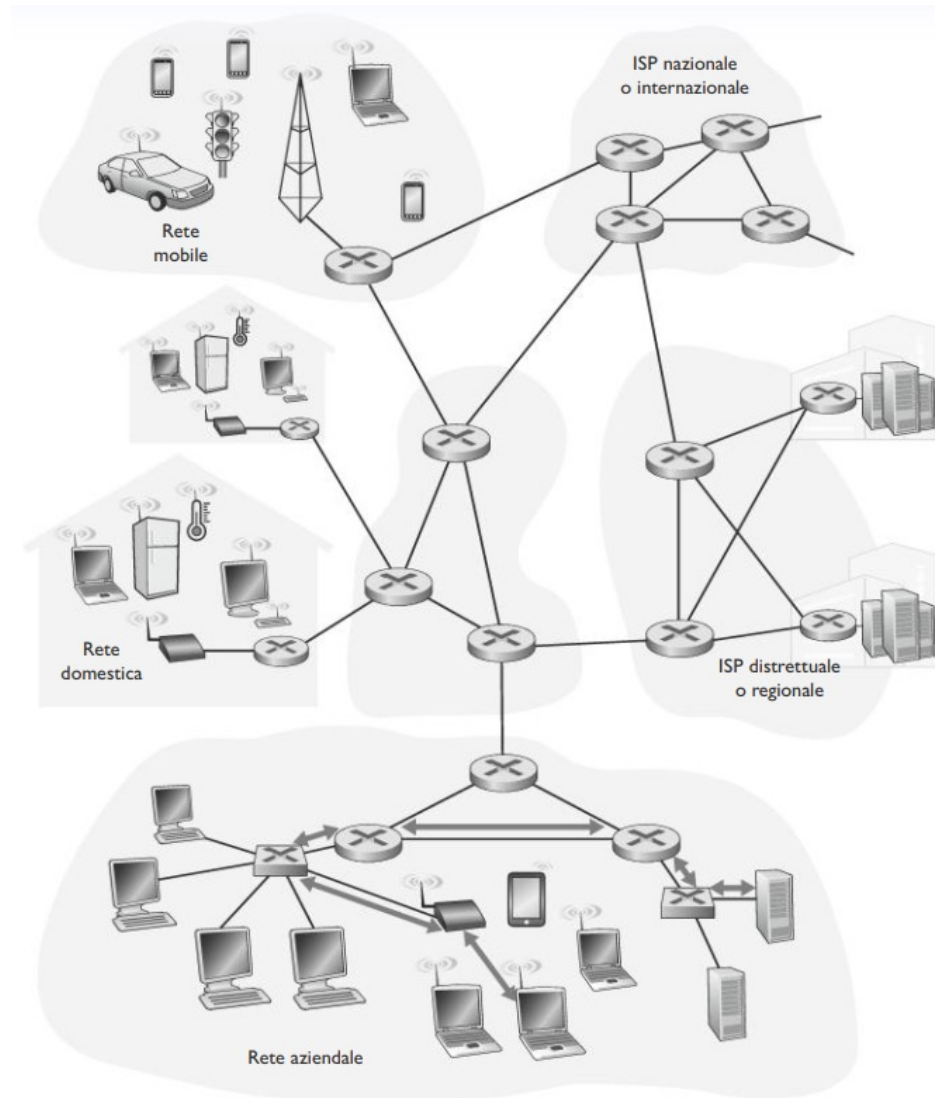 ISP nazionale
o internazionale
Rete
mobile
Rete
domestica
ISP distrettuale
o regionale
Rete aziendale